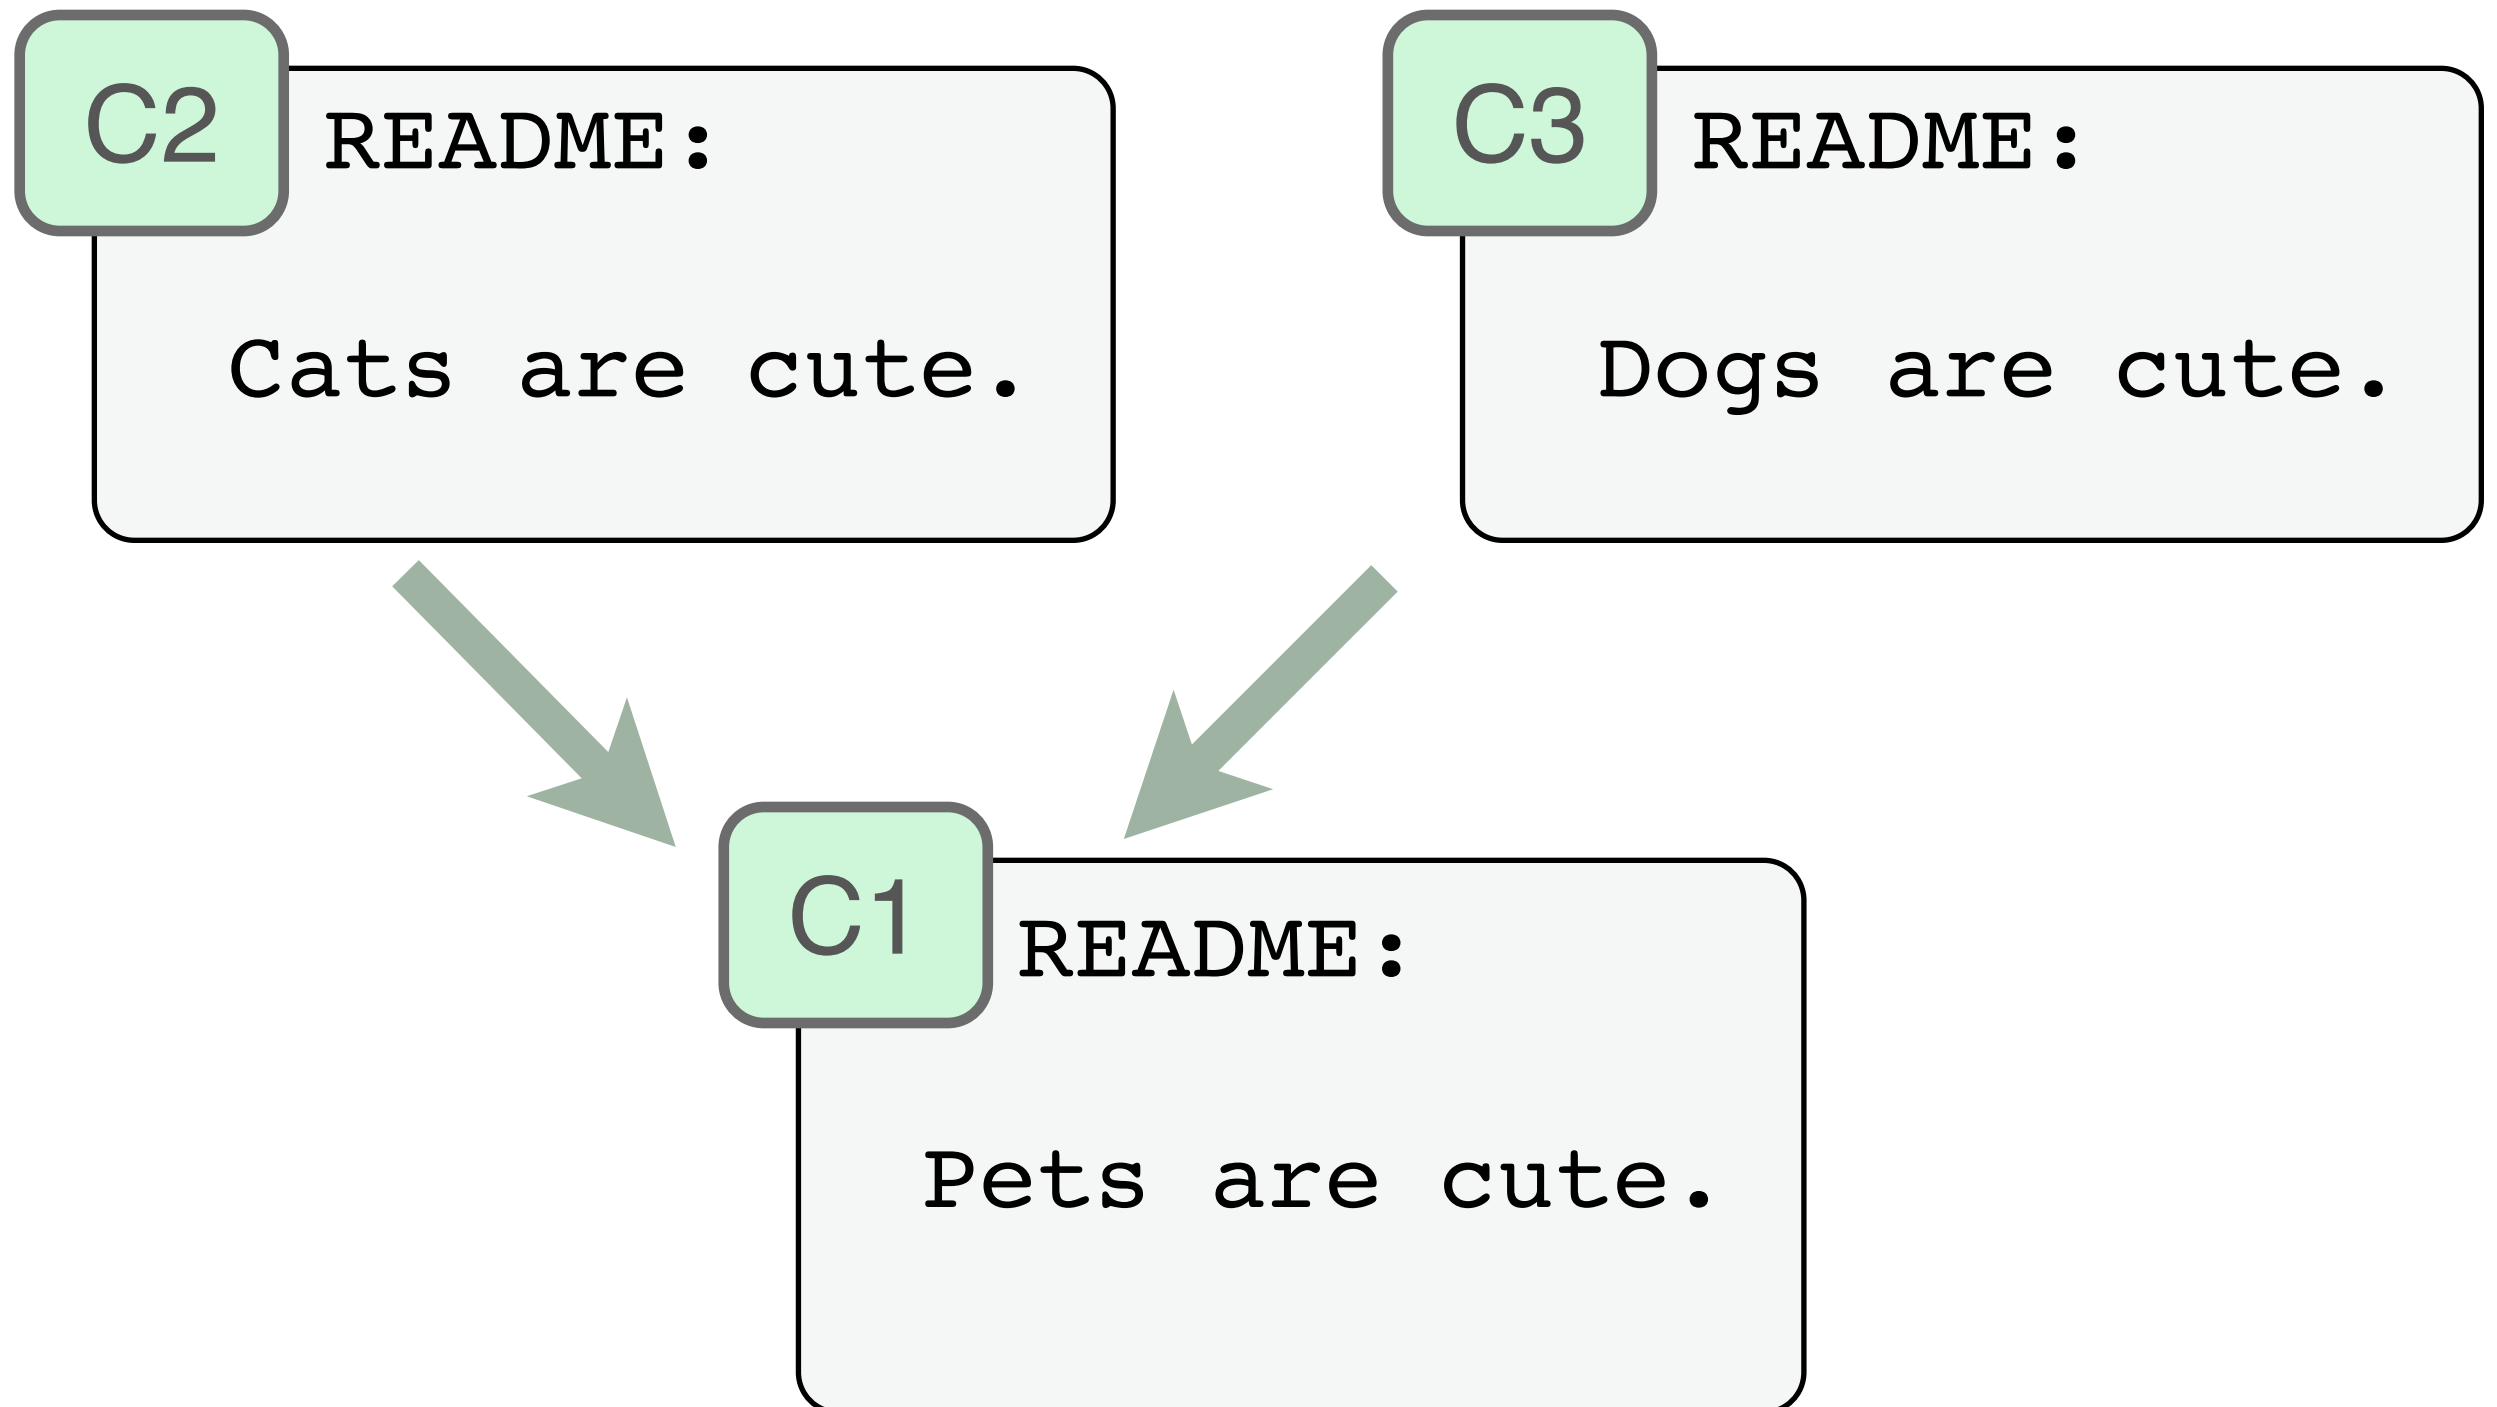 C2
README:
Cats are cute.
C3
README:
Dogs are cute.
C1
README:
Pets are cute.